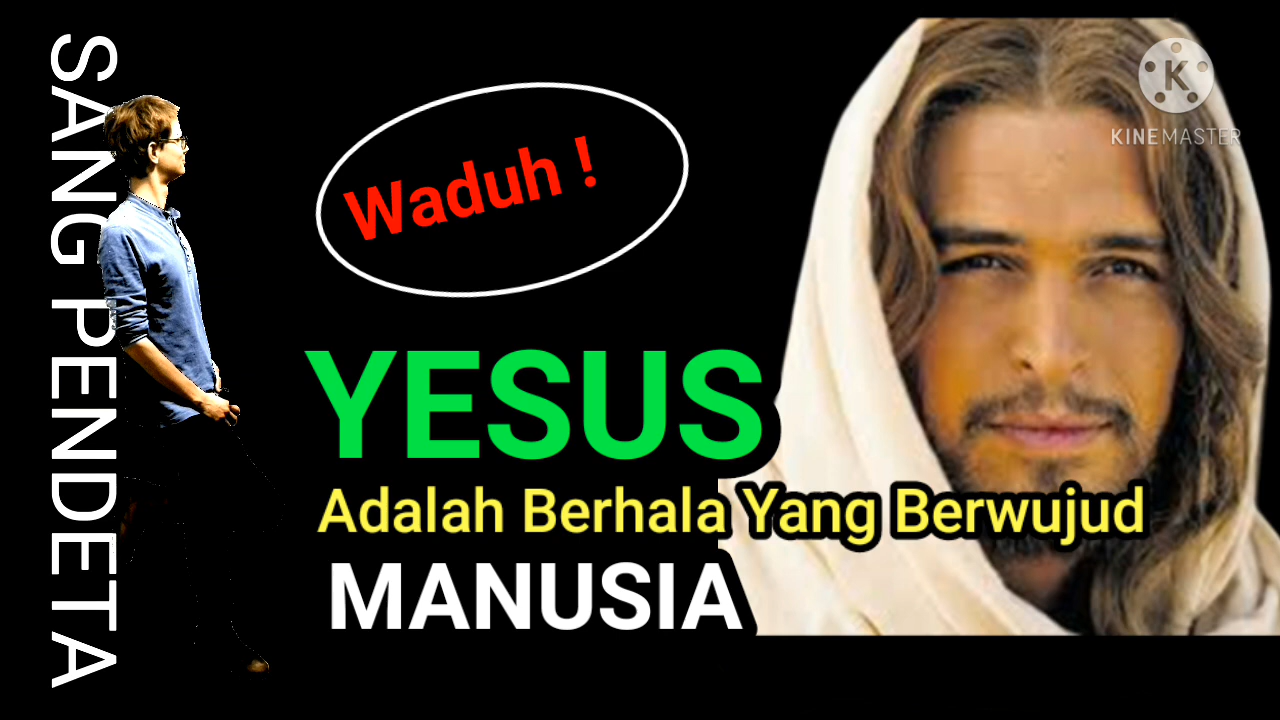 SANG PENDETA
Waduh !
YESUS
Adalah Berhala Yang Berwujud
MANUSIA
K
KINEMASTER